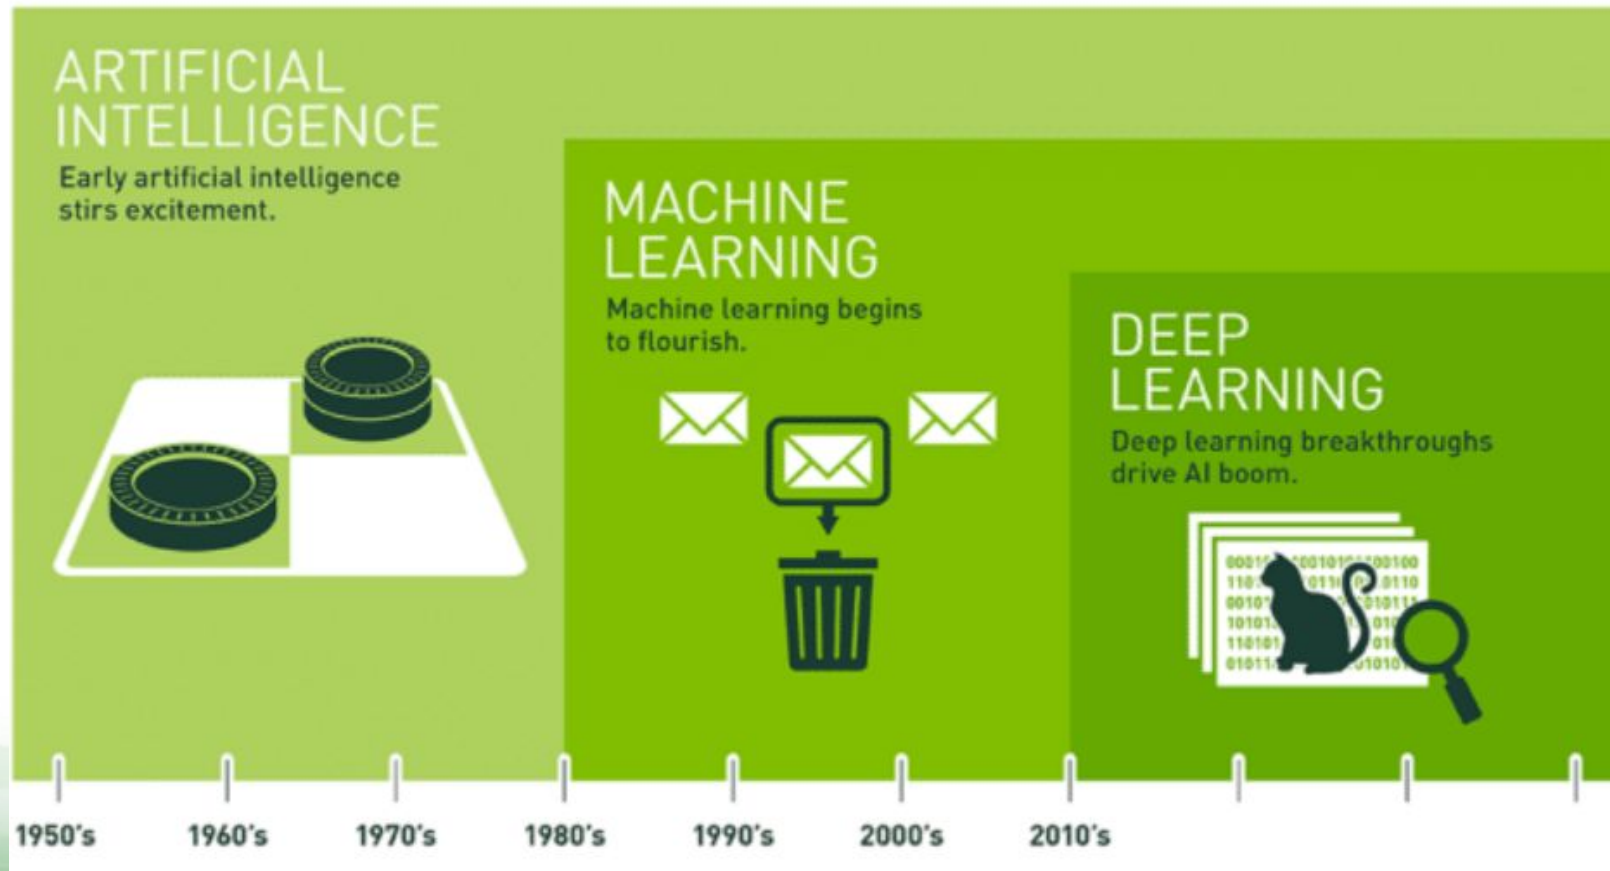 ARTIFICIAL
INTELLIGENCE
Early artificial intelligence
stirs excitement.
MACHINE
LEARNING
Machine learning begins
to flourish.
DEEP
LEARNING
Deep learning breakthroughs
drive AI boom.
1950's 1960's 1970's 1980's 1990's 2000's 2010's